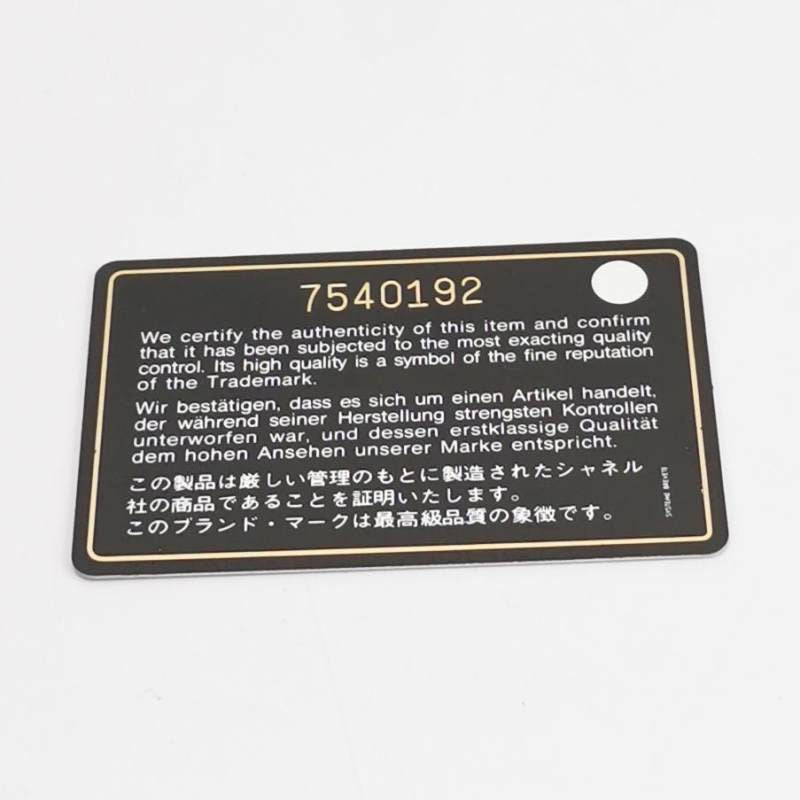 7540192
We certify the authenticity of this item and confirm
that it has been subjected to the most exacting quality
control. Its high quality is a symbol of the fine reputation
of the Trademark.
Wir bestätigen, dass es sich um einen Artikel handelt,
der während seiner Herstellung strengsten Kontrollen
unterworfen war, und dessen erstklassige Qualität
dem hohen Ansehen unserer Marke entspricht.
この製品は厳しい管理のもとに製造されたシャネル
社の商品であることを証明いたします。
このブランド・マークは最高級品質の象徴です。
SYSTEME BREVETE